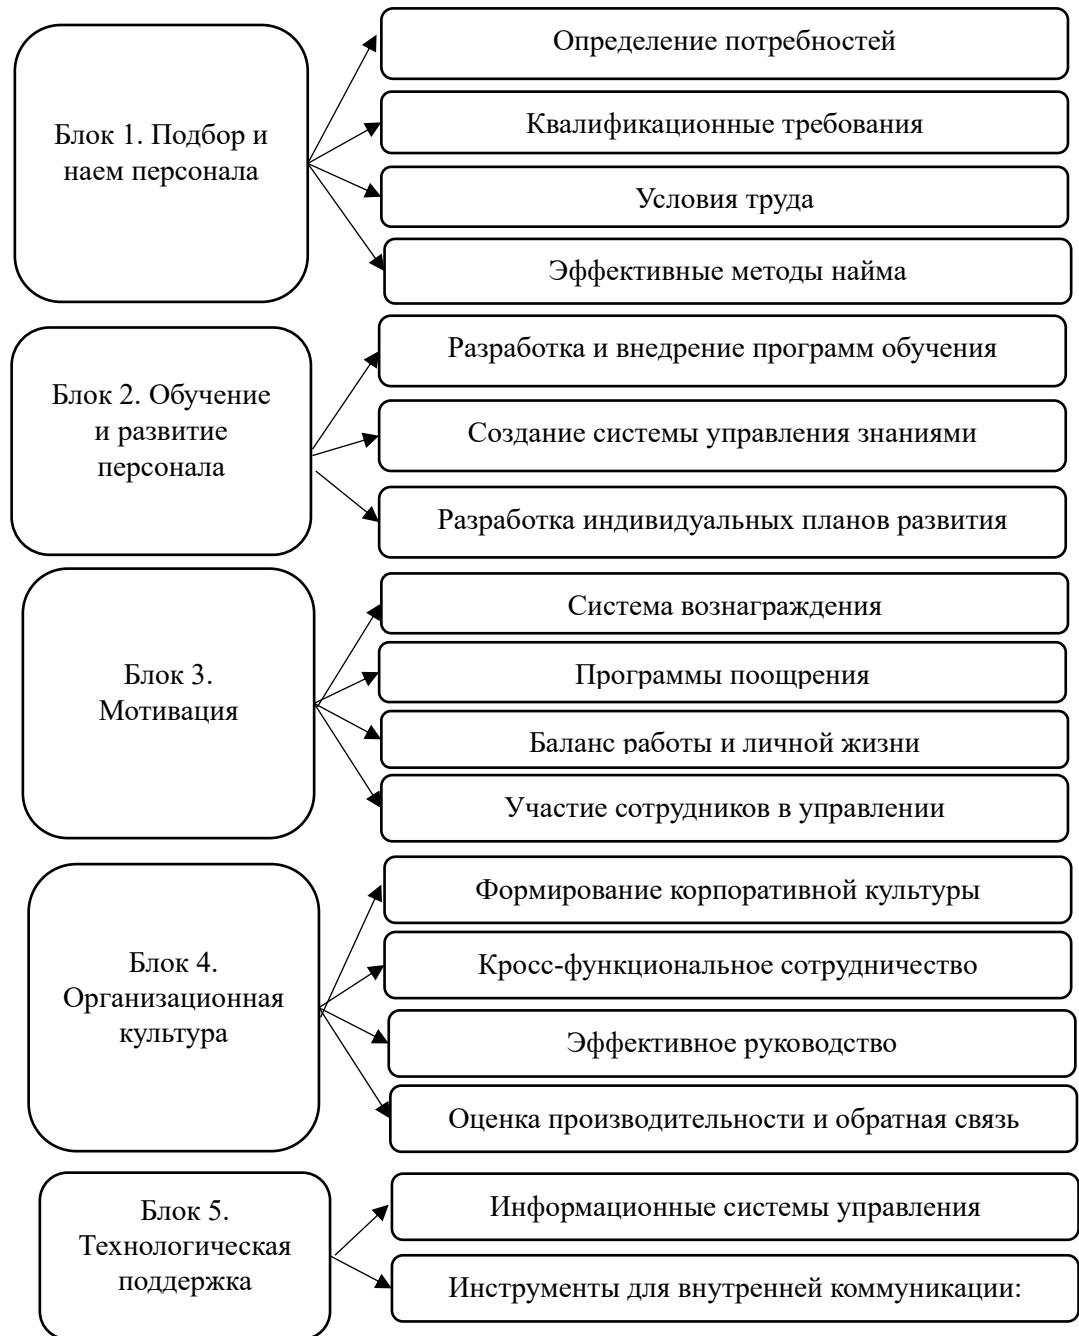 Блок 1. Подбор и
наем персонала
Определение потребностей
Квалификационные требования
Условия труда
Эффективные методы найма
Блок 2. Обучение
и развитие
персонала
Разработка и внедрение программ обучения
Создание системы управления знаниями
Разработка индивидуальных планов развития
Блок 3.
Мотивация
Система вознаграждения
Программы поощрения
Баланс работы и личной жизни
Участие сотрудников в управлении
Блок 4.
Организационная
культура
Формирование корпоративной культуры
Кросс-функциональное сотрудничество
Эффективное руководство
Оценка производительности и обратная связь
Блок 5.
Технологическая
поддержка
Информационные системы управления
Инструменты для внутренней коммуникации: